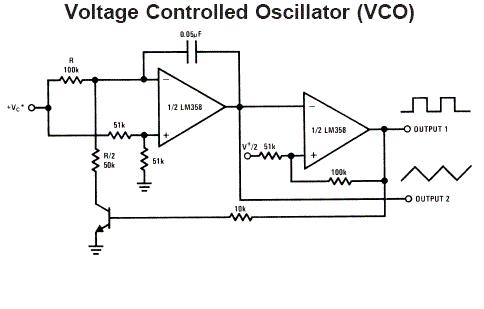 Voltage Controlled Oscillator (VCO)
0.05µF
R
100k
1/2 LM358
+VC*
51k
1/2 LM358
OUTPUT 1
V+/2 51k
R/2
50k
51k
100k
OUTPUT 2
10k